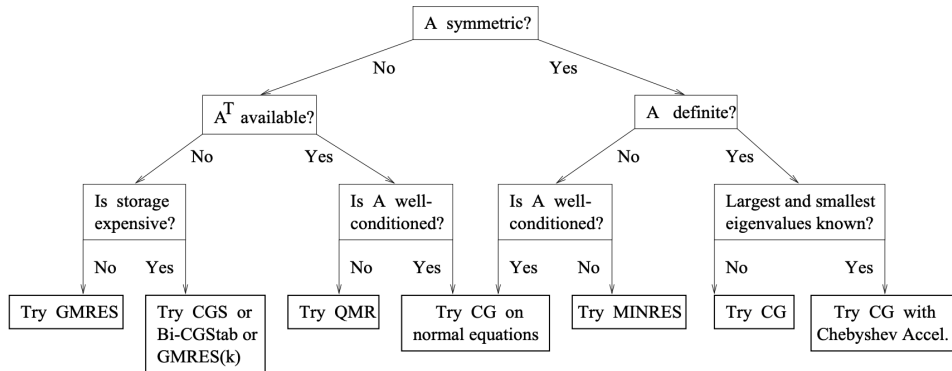 A symmetric?
No
Yes
A^T available?
A definite?
No
Yes
No
Yes
Is storage
expensive?
Is A well-
conditioned?
Is A well-
conditioned?
Largest and smallest
eigenvalues known?
No
Yes
No
Yes
Yes
No
No
Yes
Try GMRES
Try CGS or
Bi-CGStab or
GMRES(k)
Try QMR
Try CG on
normal equations
Try MINRES
Try CG
Try CG with
Chebyshev Accel.